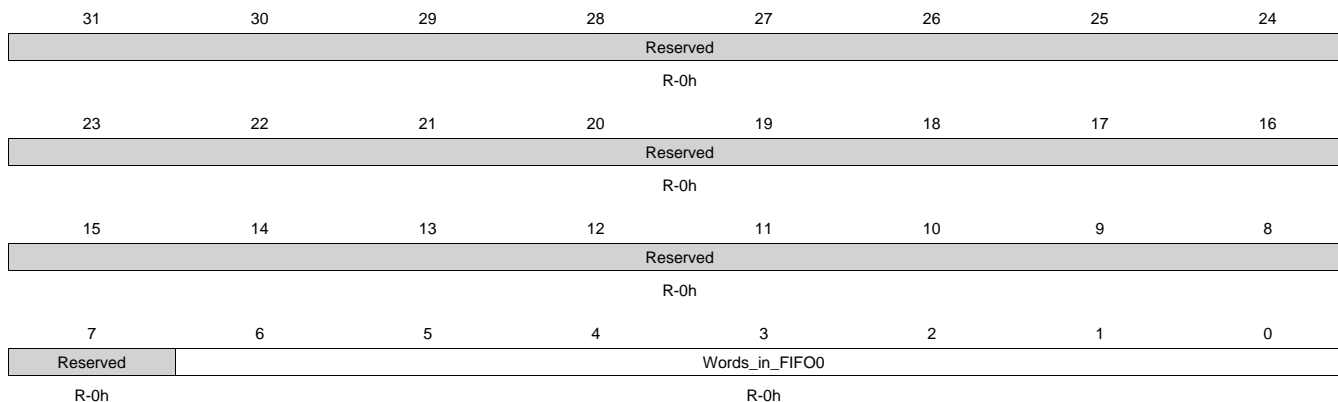 31 30 29 28 27 26 25 24
Reserved
R-0h
23 22 21 20 19 18 17 16
Reserved
R-0h
15 14 13 12 11 10 9 8
Reserved
R-0h
7 6 5 4 3 2 1 0
Reserved Words_in_FIFO0
R-0h R-0h